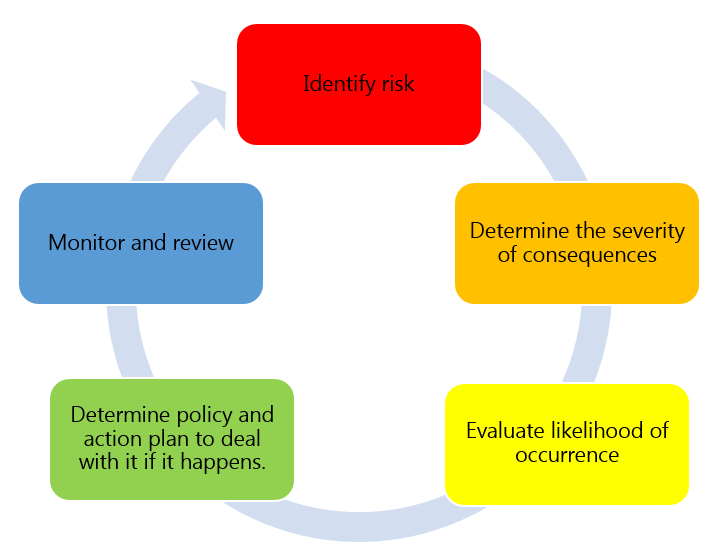 Identify risk
Determine the severity
of consequences
Evaluate likelihood of
occurrence
Determine policy and
action plan to deal
with it if it happens.
Monitor and review